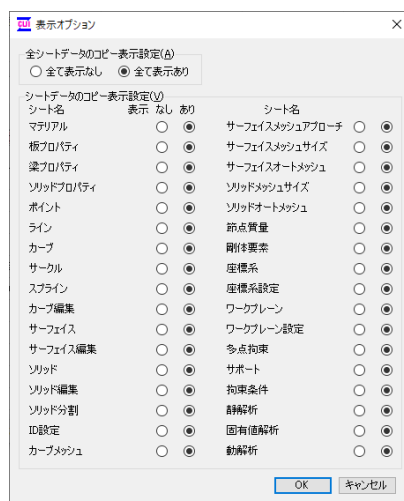 cui 表示オプション
全シートデータのコピー表示設定(A)
全て表示なし 全て表示あり
シートデータのコピー表示設定(V)
シート名 表示 なし あり シート名
マテリアル サーフェイスメッシュアプローチ
板プロパティ サーフェイスメッシュサイズ
梁プロパティ サーフェイスオートメッシュ
ソリッドプロパティ ソリッドメッシュサイズ
ポイント ソリッドオートメッシュ
ライン 節点質量
カーブ 剛体要素
サークル 座標系
スプライン 座標系設定
カーブ編集 ワークプレーン
サーフェイス ワークプレーン設定
サーフェイス編集 多点拘束
ソリッド サポート
ソリッド編集 拘束条件
ソリッド分割 静解析
ID設定 固有値解析
カーブメッシュ 動解析
OK キャンセル